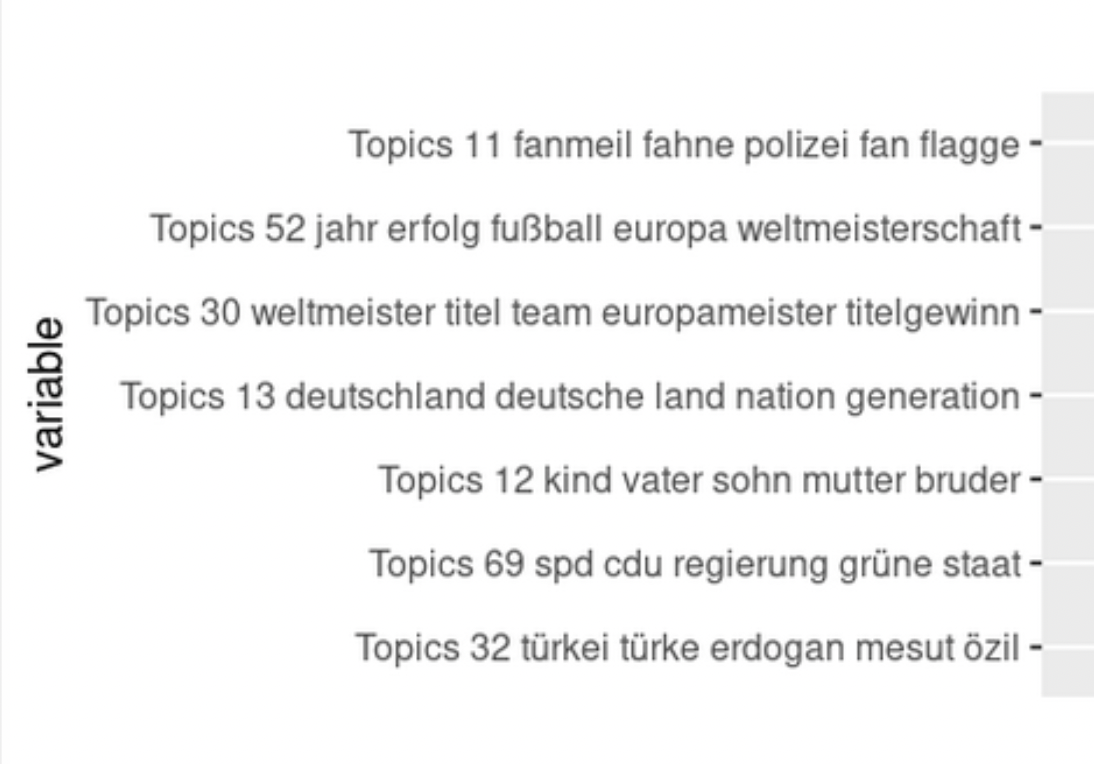 Topics 11 fanmeil fahne polizei fan flagge
Topics 52 jahr erfolg fußball europa weltmeisterschaft
Topics 30 weltmeister titel team europameister titelgewinn
Topics 13 deutschland deutsche land nation generation
Topics 12 kind vater sohn mutter bruder
Topics 69 spd cdu regierung grüne staat
Topics 32 türkei türke erdogan mesut özil
variable